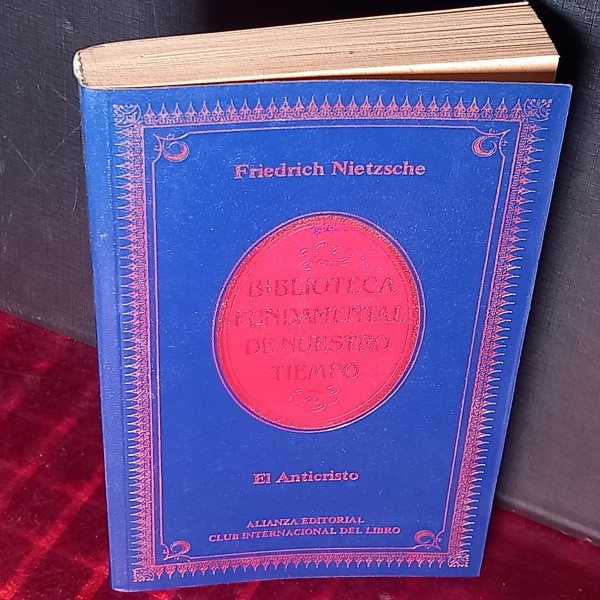 Friedrich Nietzsche
BIBLIOTECA
FUNDAMENTAL
DE NUESTRO
TIEMPO
El Anticristo
ALIANZA EDITORIAL
CLUB INTERNACIONAL DEL LIBRO